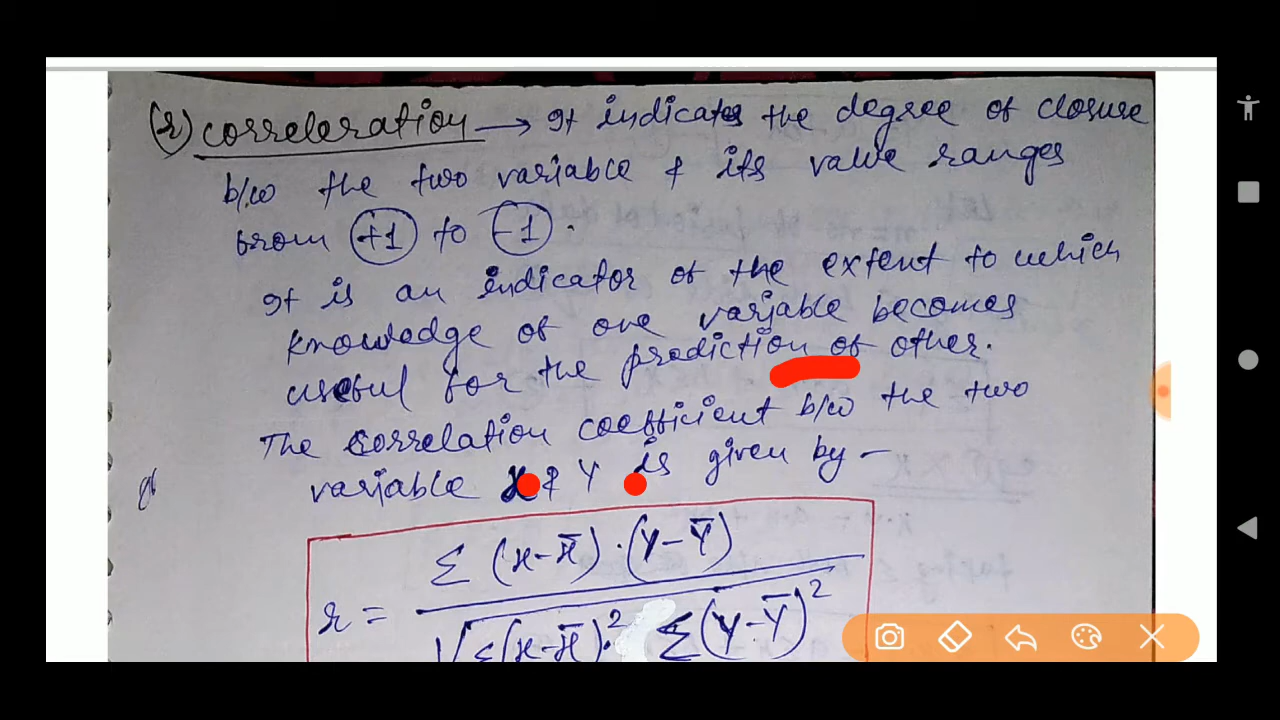 (r) correleration → It indicates the degree of closure
b/w the two variable & its value ranges
from +1 to -1.
It is an indicator of the extent to which
knowladge of one variable becomes
useful for the prediction of other.
The correlation coefficient b/w the two
variable X & Y is given by -
r = Σ (x-x̄)·(y-ȳ)
√Σ(x-x̄)² Σ(y-ȳ)²